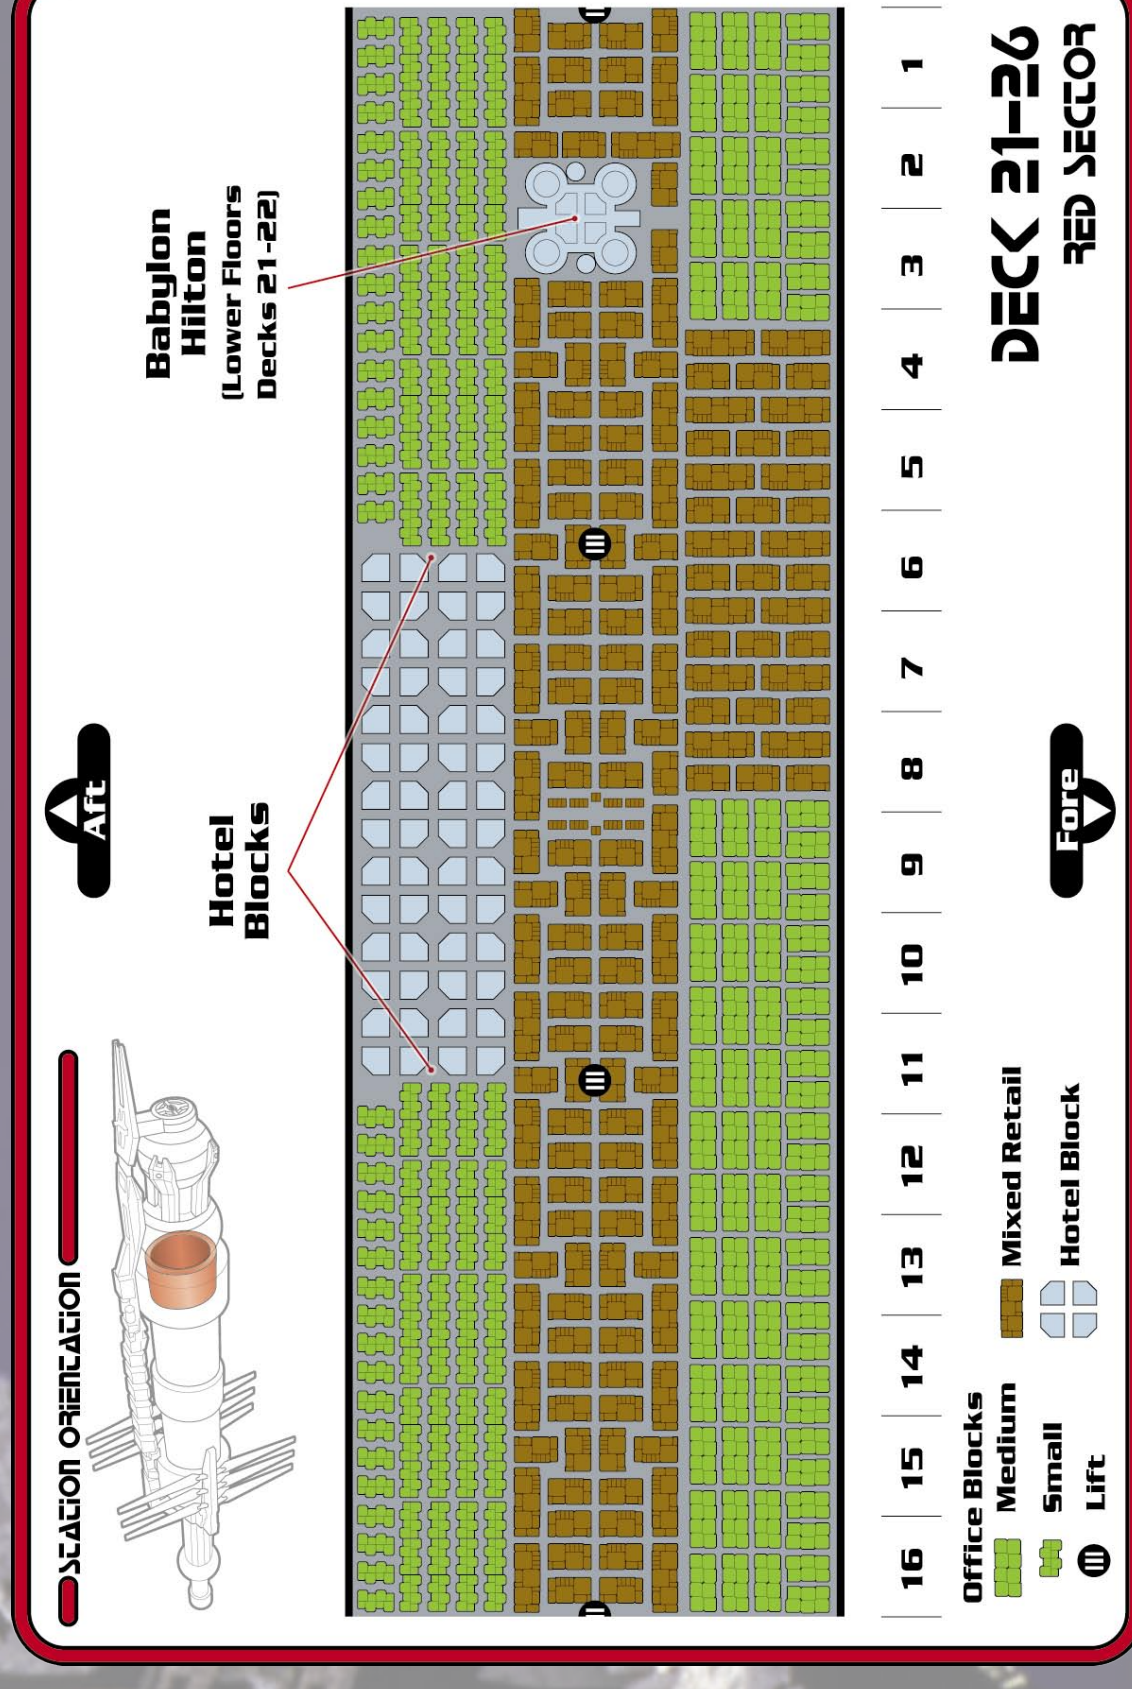 STATION ORIENTATION
Aft
Babylon
Hilton
(Lower Floors
Decks 21-22)
Hotel
Blocks
16 15 14 13 12 11 10 9 8 7 6 5 4 3 2 1
Office Blocks
Medium
Small
Lift
Mixed Retail
Hotel Block
Fore
DECK 21-26
RED SECTOR